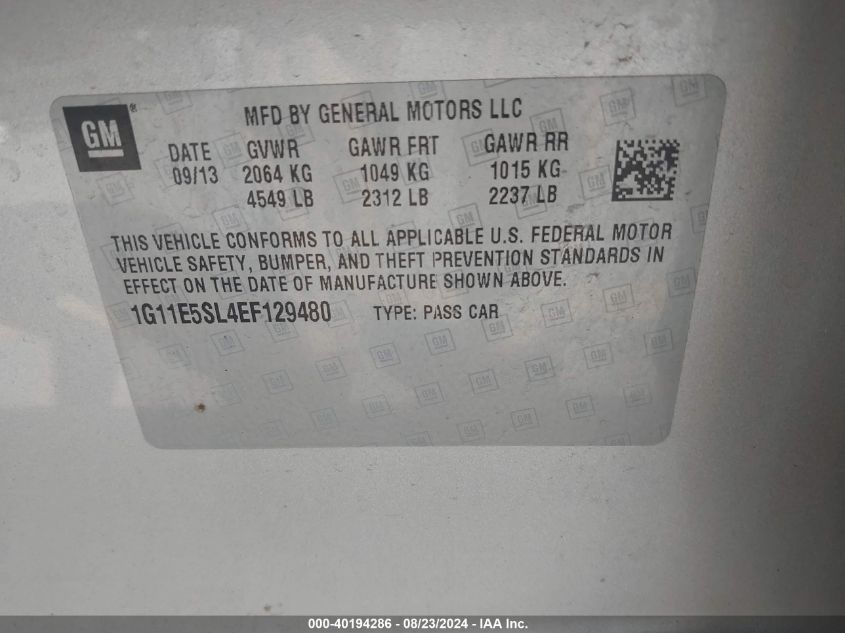 GM ®
MFD BY GENERAL MOTORS LLC
DATE GVWR GAWR FRT GAWR RR
09/13 2064 KG 1049 KG 1015 KG
4549 LB 2312 LB 2237 LB
THIS VEHICLE CONFORMS TO ALL APPLICABLE U.S. FEDERAL MOTOR
VEHICLE SAFETY, BUMPER, AND THEFT PREVENTION STANDARDS IN
EFFECT ON THE DATE OF MANUFACTURE SHOWN ABOVE.
1G11E5SL4EF129480 TYPE: PASS CAR
000-40194286 - 08/23/2024 - IAA Inc.